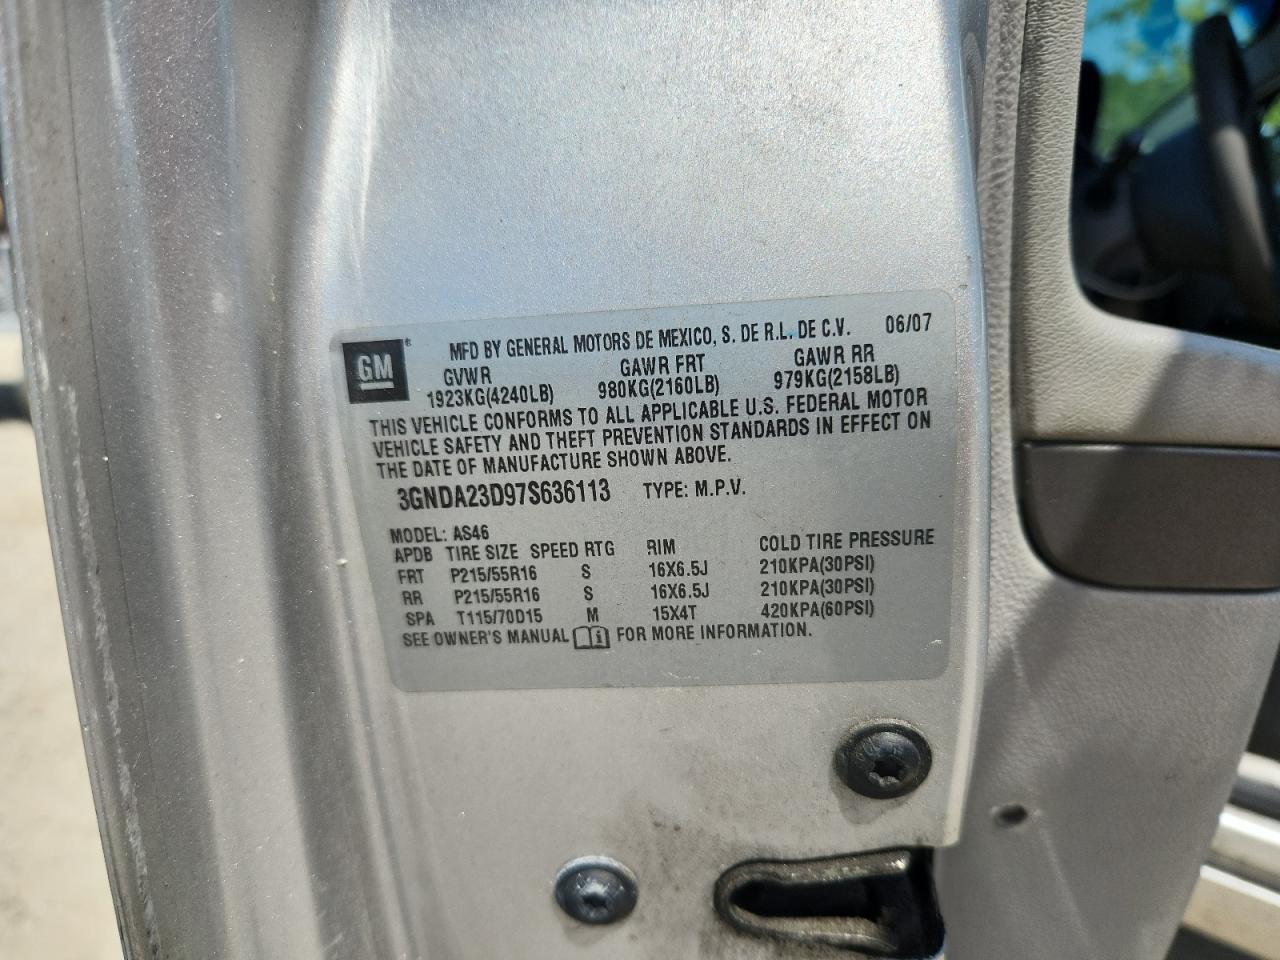 GM®
MFD BY GENERAL MOTORS DE MEXICO, S. DE R.L. DE C.V. 06/07
GVWR GAWR FRT GAWR RR
1923KG(4240LB) 980KG(2160LB) 979KG(2158LB)
THIS VEHICLE CONFORMS TO ALL APPLICABLE U.S. FEDERAL MOTOR
VEHICLE SAFETY AND THEFT PREVENTION STANDARDS IN EFFECT ON
THE DATE OF MANUFACTURE SHOWN ABOVE.
3GNDA23D97S636113 TYPE: M.P.V.
MODEL: AS46
APDB TIRE SIZE SPEED RTG RIM COLD TIRE PRESSURE
FRT P215/55R16 S 16X6.5J 210KPA(30PSI)
RR P215/55R16 S 16X6.5J 210KPA(30PSI)
SPA T115/70D15 M 15X4T 420KPA(60PSI)
SEE OWNER'S MANUAL FOR MORE INFORMATION.